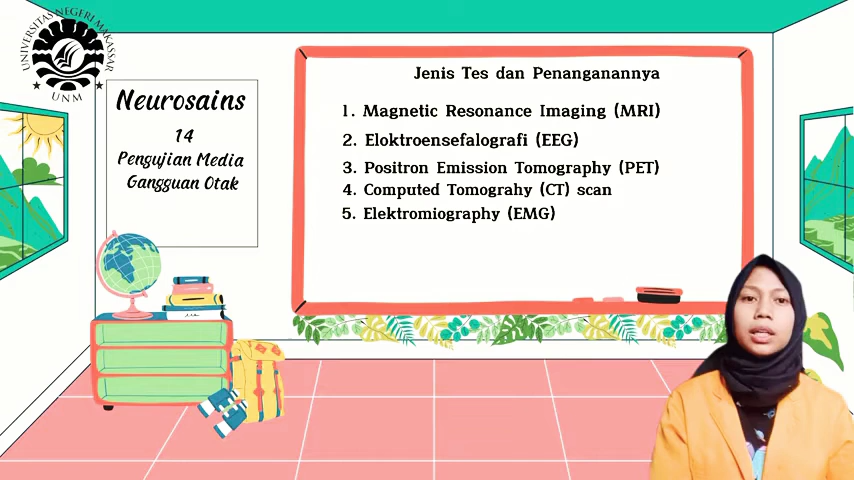 UNIVERSITAS NEGERI MAKASSAR
UNM
Neurosains
14
Pengujian Media
Gangguan Otak
Jenis Tes dan Penanganannya
1. Magnetic Resonance Imaging (MRI)
2. Eloktroensefalografi (EEG)
3. Positron Emission Tomography (PET)
4. Computed Tomograhy (CT) scan
5. Elektromiography (EMG)